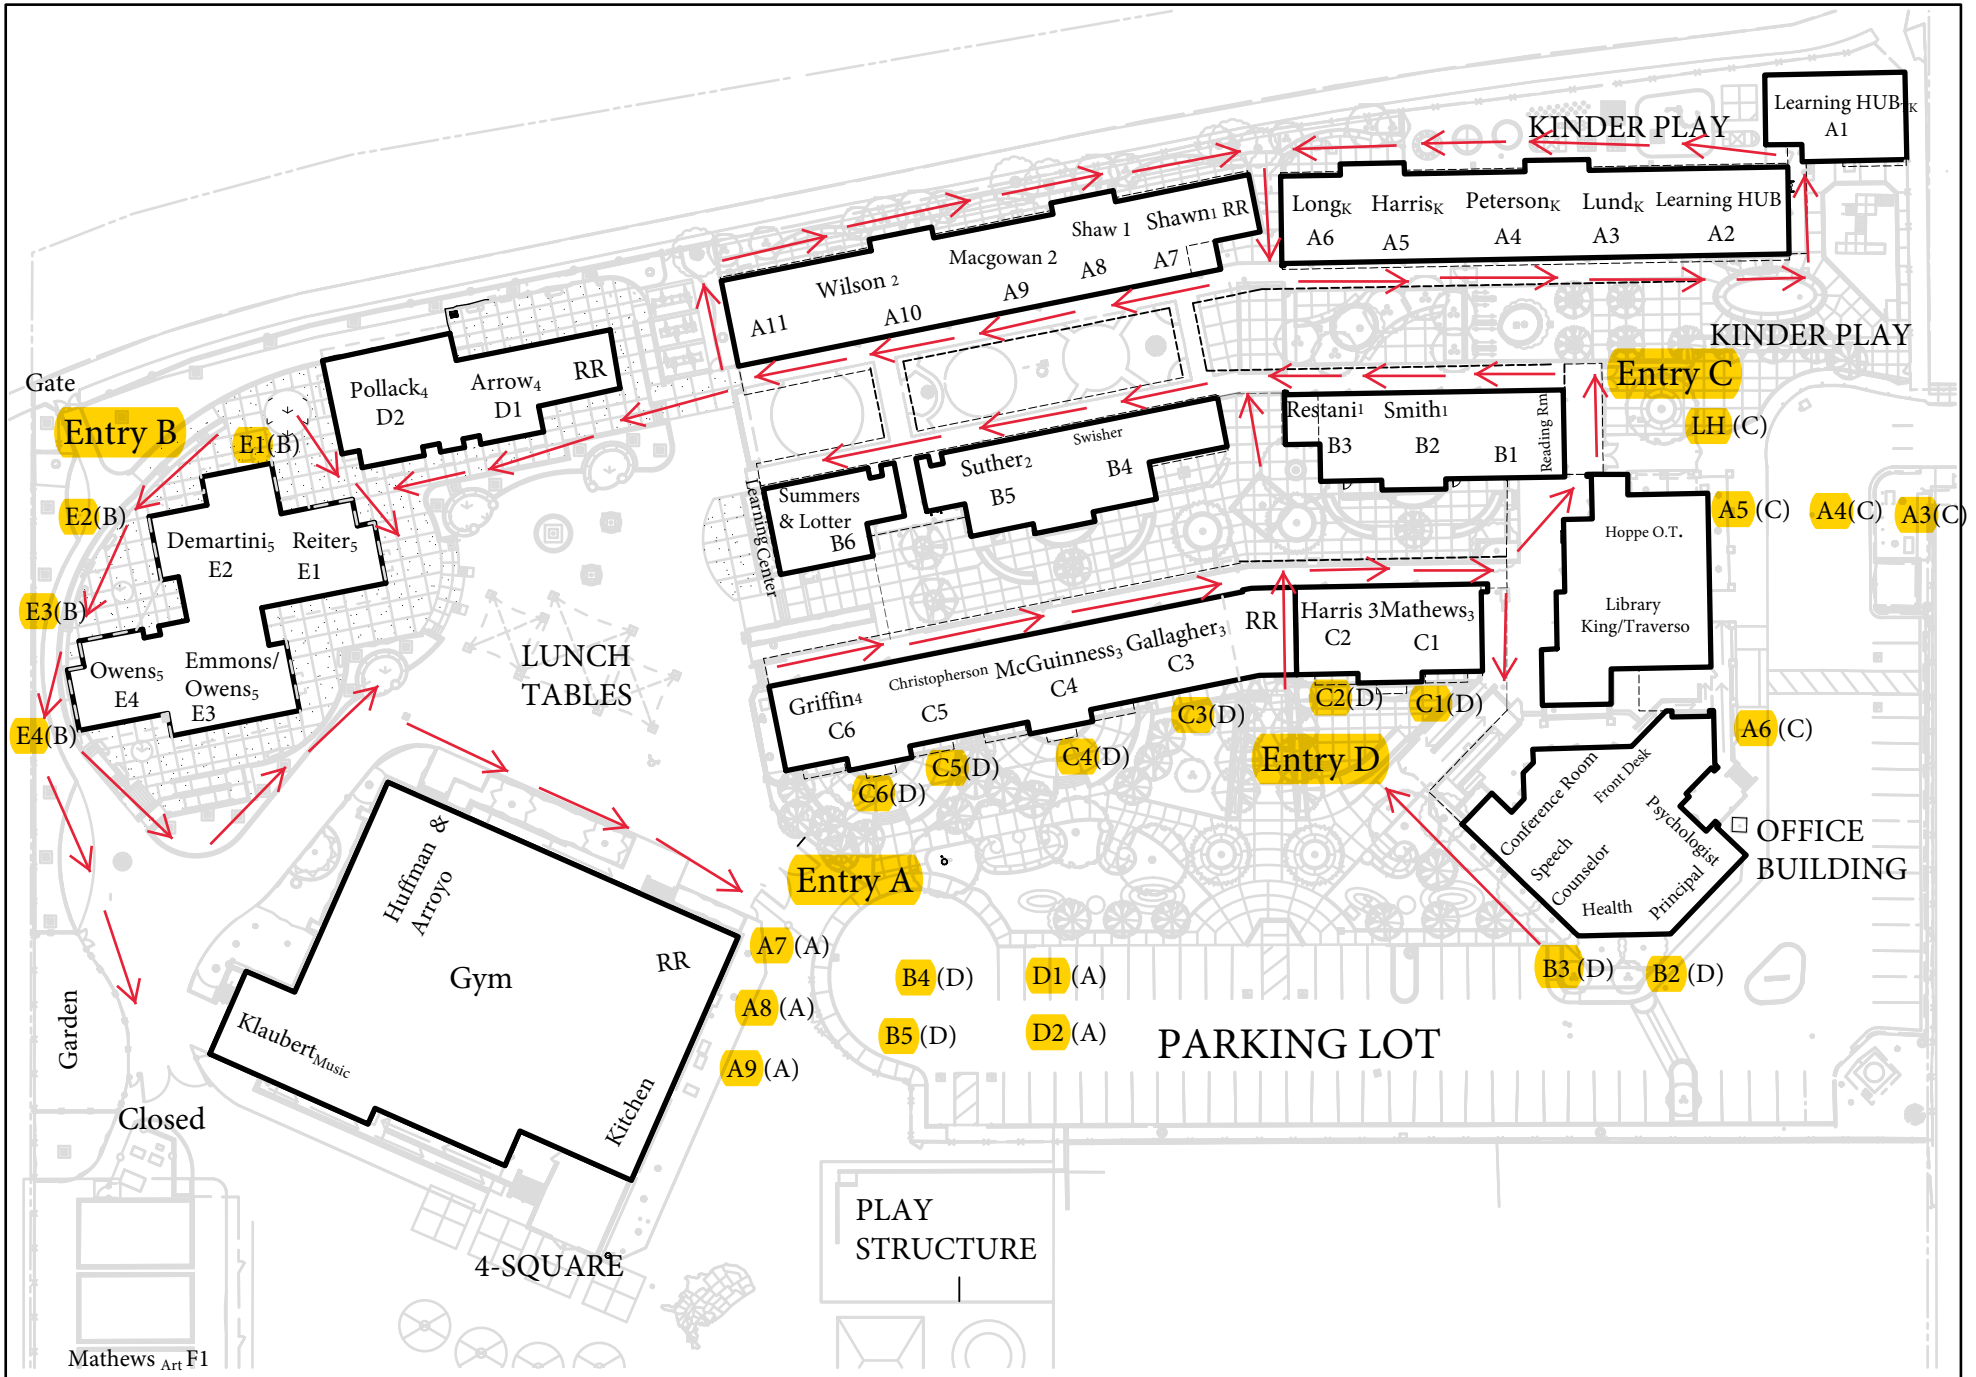 Learning HUB TK
A1
KINDER PLAY
Long K
A6
Harris K
A5
Peterson K
A4
Lund K
A3
Learning HUB
A2
KINDER PLAY
Shawn 1 RR
A7
Shaw 1
A8
Macgowan 2
A9
Wilson 2
A10
A11
Gate
Entry B
E1(B)
E2(B)
E3(B)
E4(B)
Pollack 4
D2
Arrow 4
D1
RR
Demartini 5
E2
Reiter 5
E1
Owens 5
E4
Emmons/
Owens 5
E3
LUNCH
TABLES
Learning Center
Summers
& Lotter
B6
Suther 2
B5
Swisher
B4
Restani 1
B3
Smith 1
B2
B1
Reading Rm
Entry C
LH (C)
A5 (C)
A4(C)
A3(C)
A6 (C)
Hoppe O.T.
Library
King/Traverso
Griffin 4
C6
Christopherson
C5
McGuinness 3
C4
Gallagher 3
C3
RR
Harris 3
C2
Mathews 3
C1
C6(D)
C5(D)
C4(D)
C3(D)
C2(D)
C1(D)
Entry D
Conference Room
Front Desk
Speech
Counselor
Psychologist
Health
Principal
OFFICE
BUILDING
Entry A
A7 (A)
A8 (A)
A9 (A)
B4 (D)
B5 (D)
D1 (A)
D2 (A)
B3 (D)
B2 (D)
PARKING LOT
Huffman &
Arroyo
Gym
RR
Klaubert Music
Kitchen
Garden
Closed
4-SQUARE
PLAY
STRUCTURE
Mathews Art F1